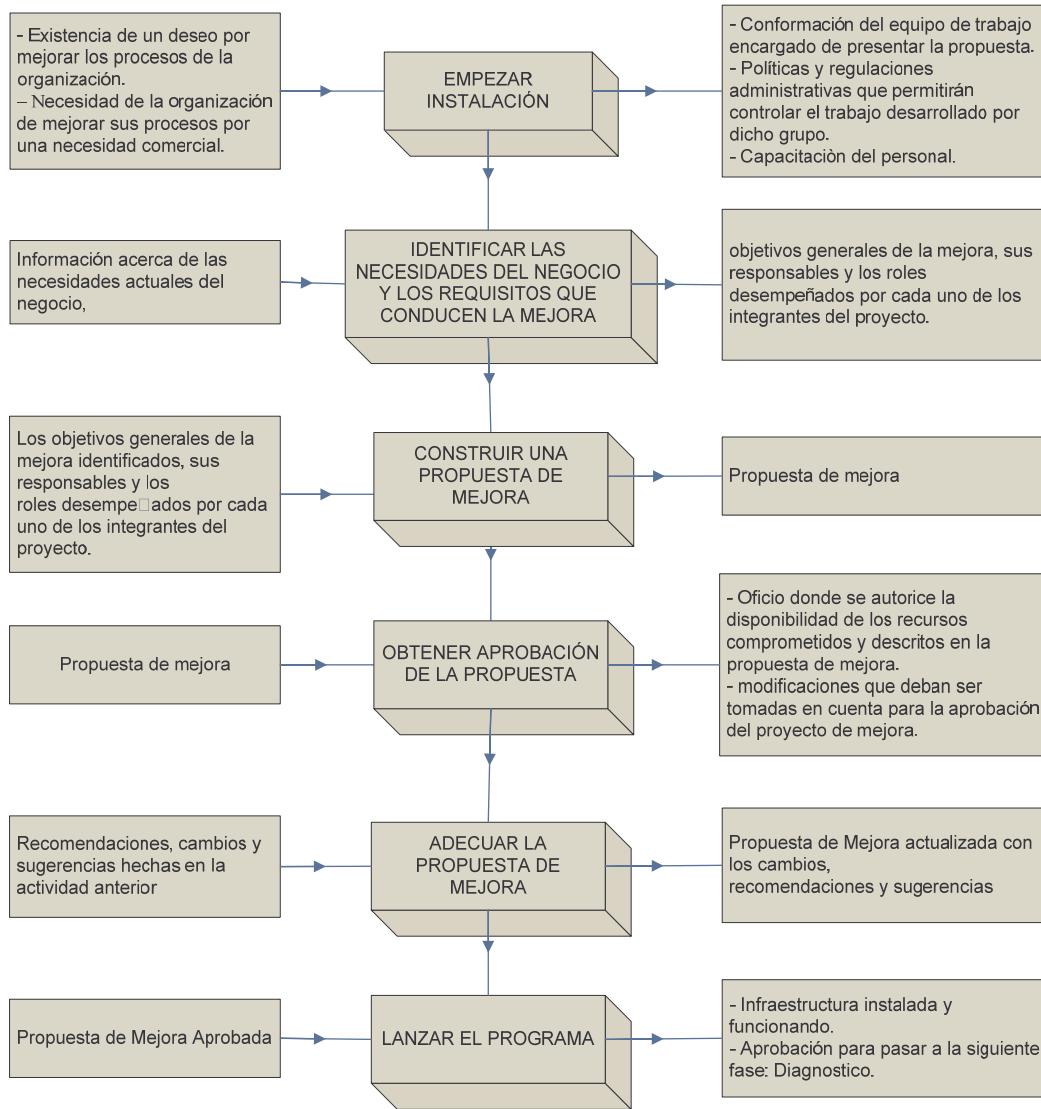 - Existencia de un deseo por
mejorar los procesos de la
organización.
– Necesidad de la organización
de mejorar sus procesos por
una necesidad comercial.
EMPEZAR
INSTALACIÓN
- Conformación del equipo de trabajo
encargado de presentar la propuesta.
- Políticas y regulaciones
administrativas que permitirán
controlar el trabajo desarrollado por
dicho grupo.
- Capacitaciòn del personal.
Información acerca de las
necesidades actuales del
negocio,
IDENTIFICAR LAS
NECESIDADES DEL NEGOCIO
Y LOS REQUISITOS QUE
CONDUCEN LA MEJORA
objetivos generales de la mejora, sus
responsables y los roles
desempeñados por cada uno de los
integrantes del proyecto.
Los objetivos generales de la
mejora identificados, sus
responsables y los
roles desempe□ados por cada
uno de los integrantes del
proyecto.
CONSTRUIR UNA
PROPUESTA DE
MEJORA
Propuesta de mejora
Propuesta de mejora
OBTENER APROBACIÓN
DE LA PROPUESTA
- Oficio donde se autorice la
disponibilidad de los recursos
comprometidos y descritos en la
propuesta de mejora.
- modificaciones que deban ser
tomadas en cuenta para la aprobación
del proyecto de mejora.
Recomendaciones, cambios y
sugerencias hechas en la
actividad anterior
ADECUAR LA
PROPUESTA DE
MEJORA
Propuesta de Mejora actualizada con
los cambios,
recomendaciones y sugerencias
Propuesta de Mejora Aprobada
LANZAR EL PROGRAMA
- Infraestructura instalada y
funcionando.
- Aprobación para pasar a la siguiente
fase: Diagnostico.